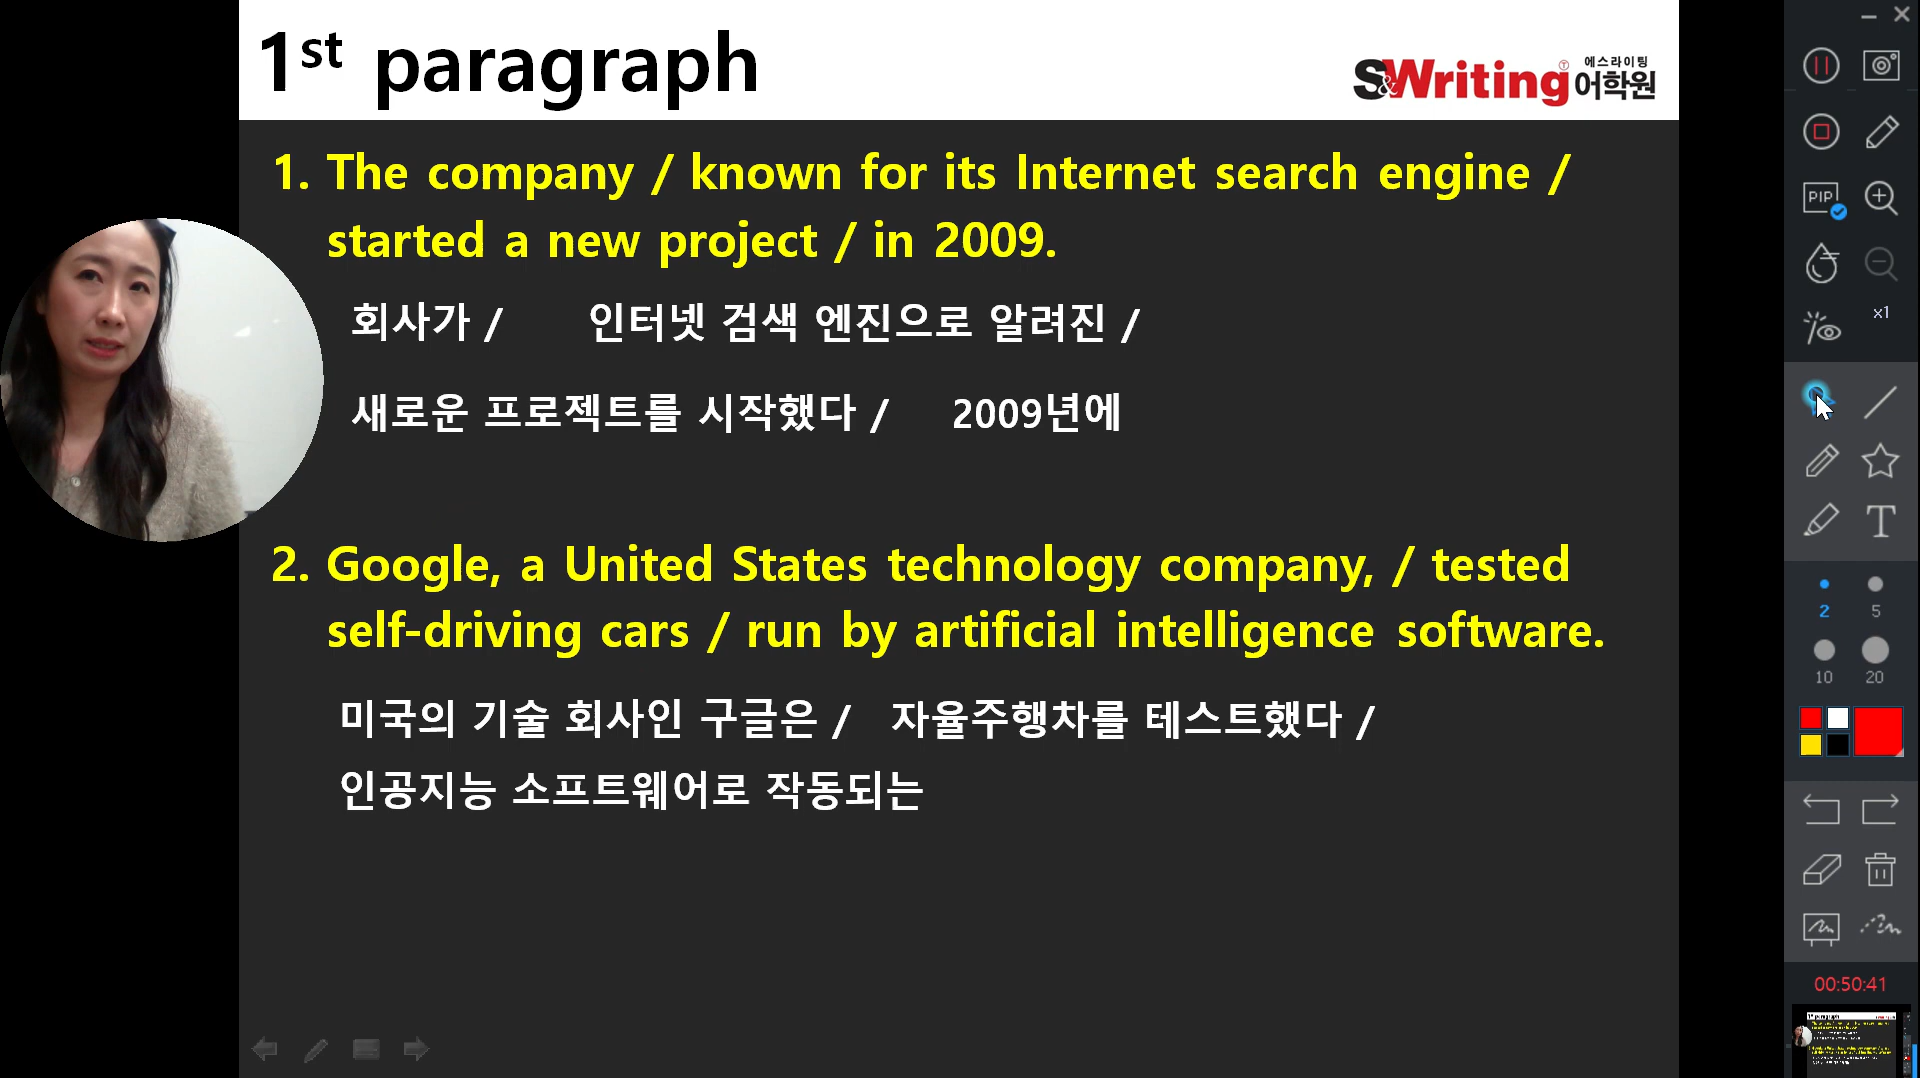 1st paragraph
S&Writing 에스라이팅 어학원
1. The company / known for its Internet search engine /
started a new project / in 2009.
회사가 / 인터넷 검색 엔진으로 알려진 /
새로운 프로젝트를 시작했다 / 2009년에
2. Google, a United States technology company, / tested
self-driving cars / run by artificial intelligence software.
미국의 기술 회사인 구글은 / 자율주행차를 테스트했다 /
인공지능 소프트웨어로 작동되는
PIP
x1
T
2 5
10 20
00:50:41